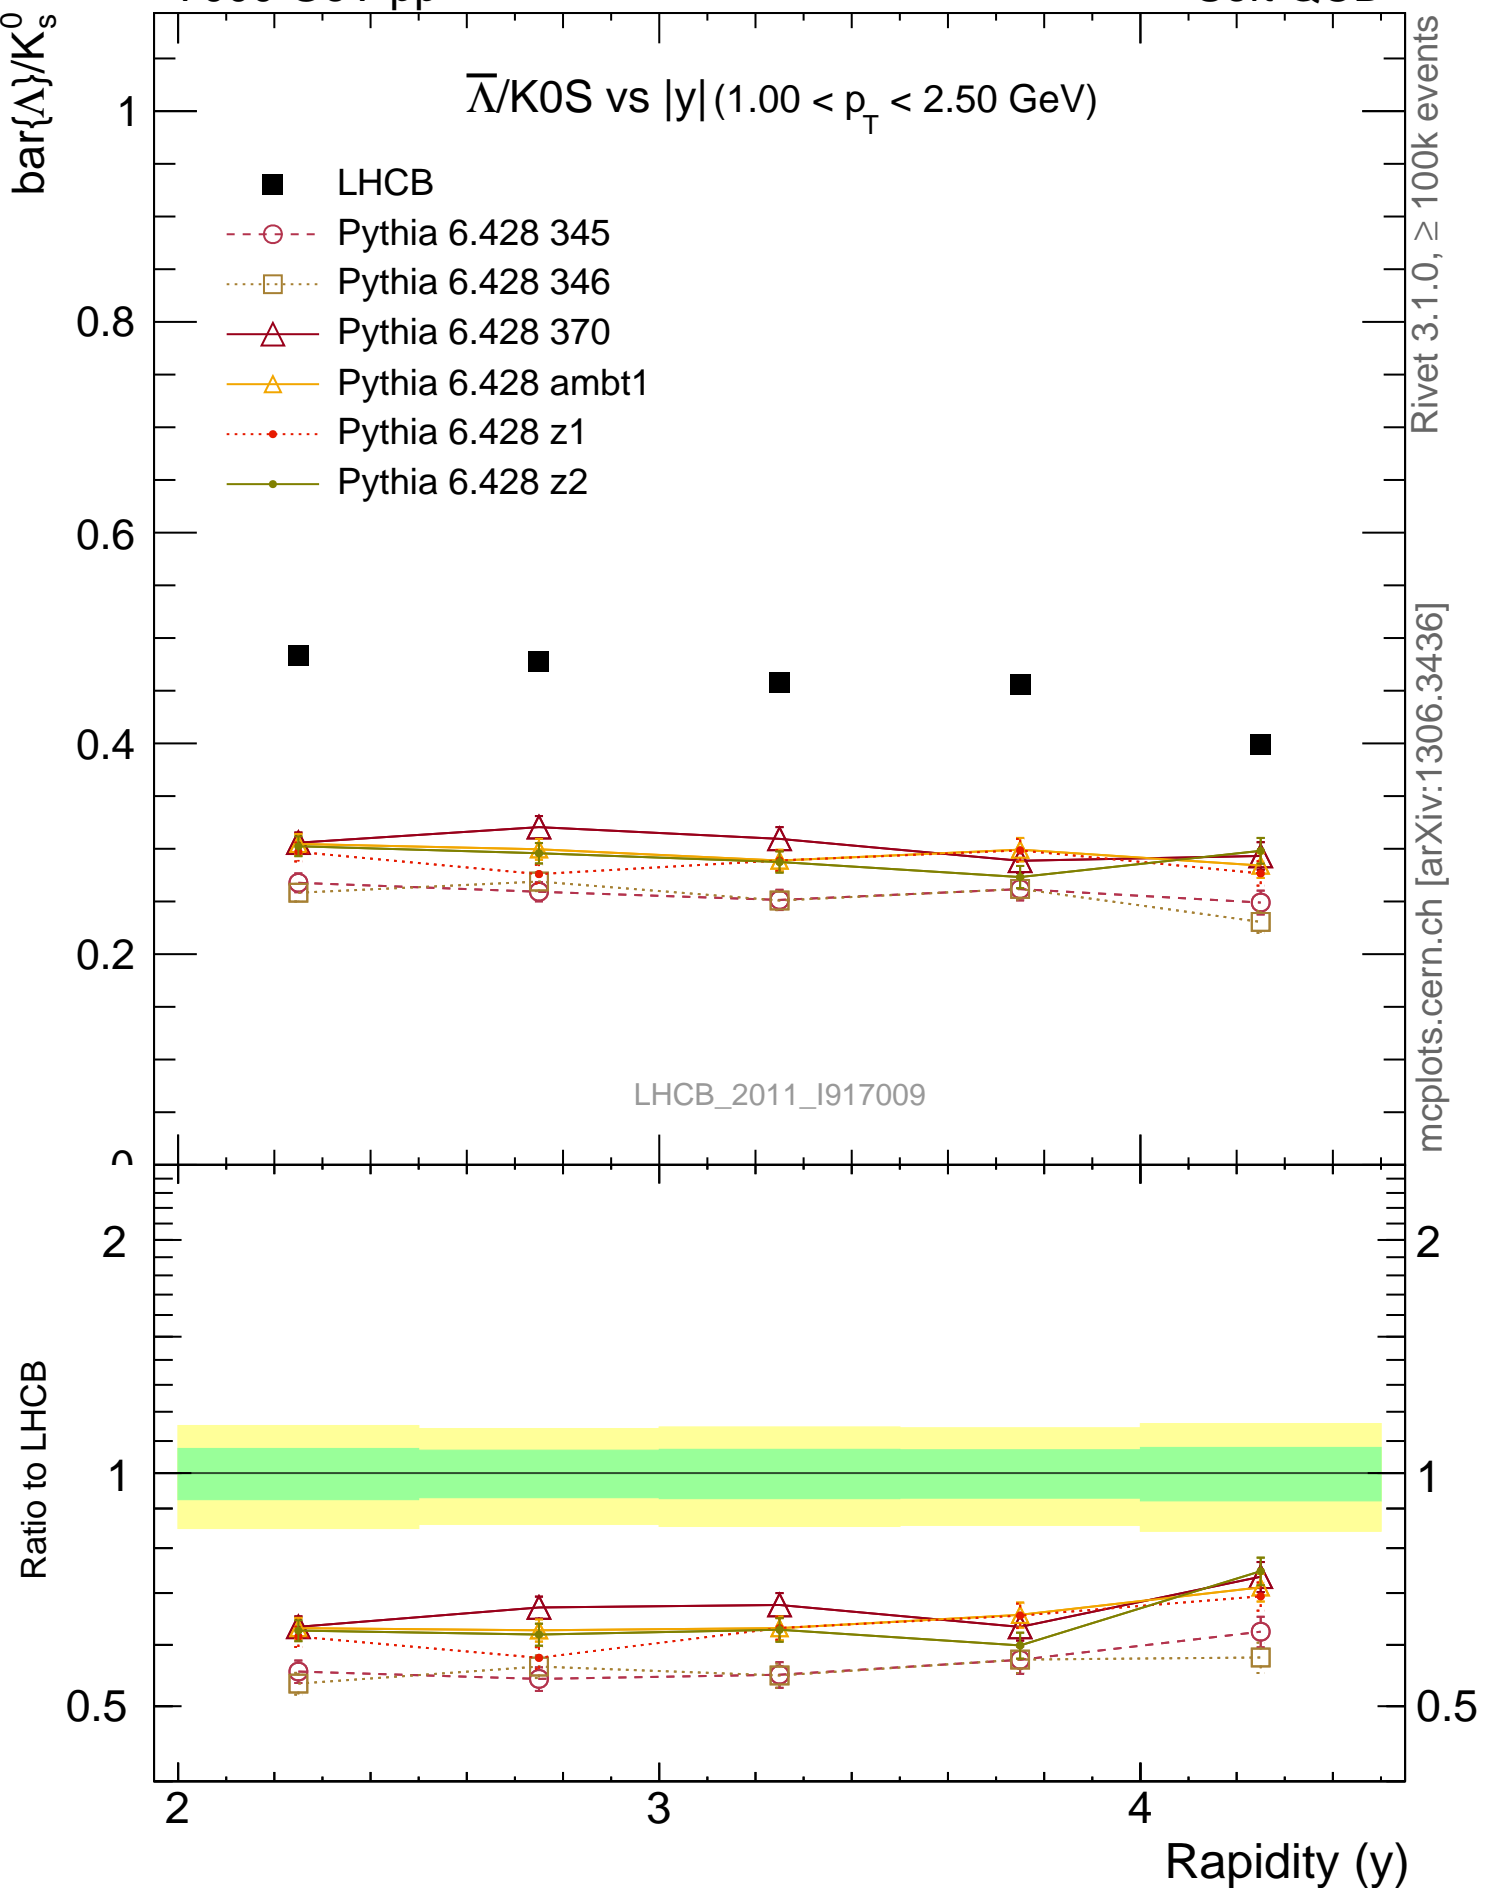 bar{Λ}/K⁰ₛ
Λ̅/K0S vs |y| (1.00 < p_T < 2.50 GeV)
LHCB
Pythia 6.428 345
Pythia 6.428 346
Pythia 6.428 370
Pythia 6.428 ambt1
Pythia 6.428 z1
Pythia 6.428 z2
1
0.8
0.6
0.4
0.2
LHCB_2011_I917009
Rivet 3.1.0, ≥ 100k events
mcplots.cern.ch [arXiv:1306.3436]
Ratio to LHCB
2 2
1 1
0.5 0.5
2 3 4
Rapidity (y)